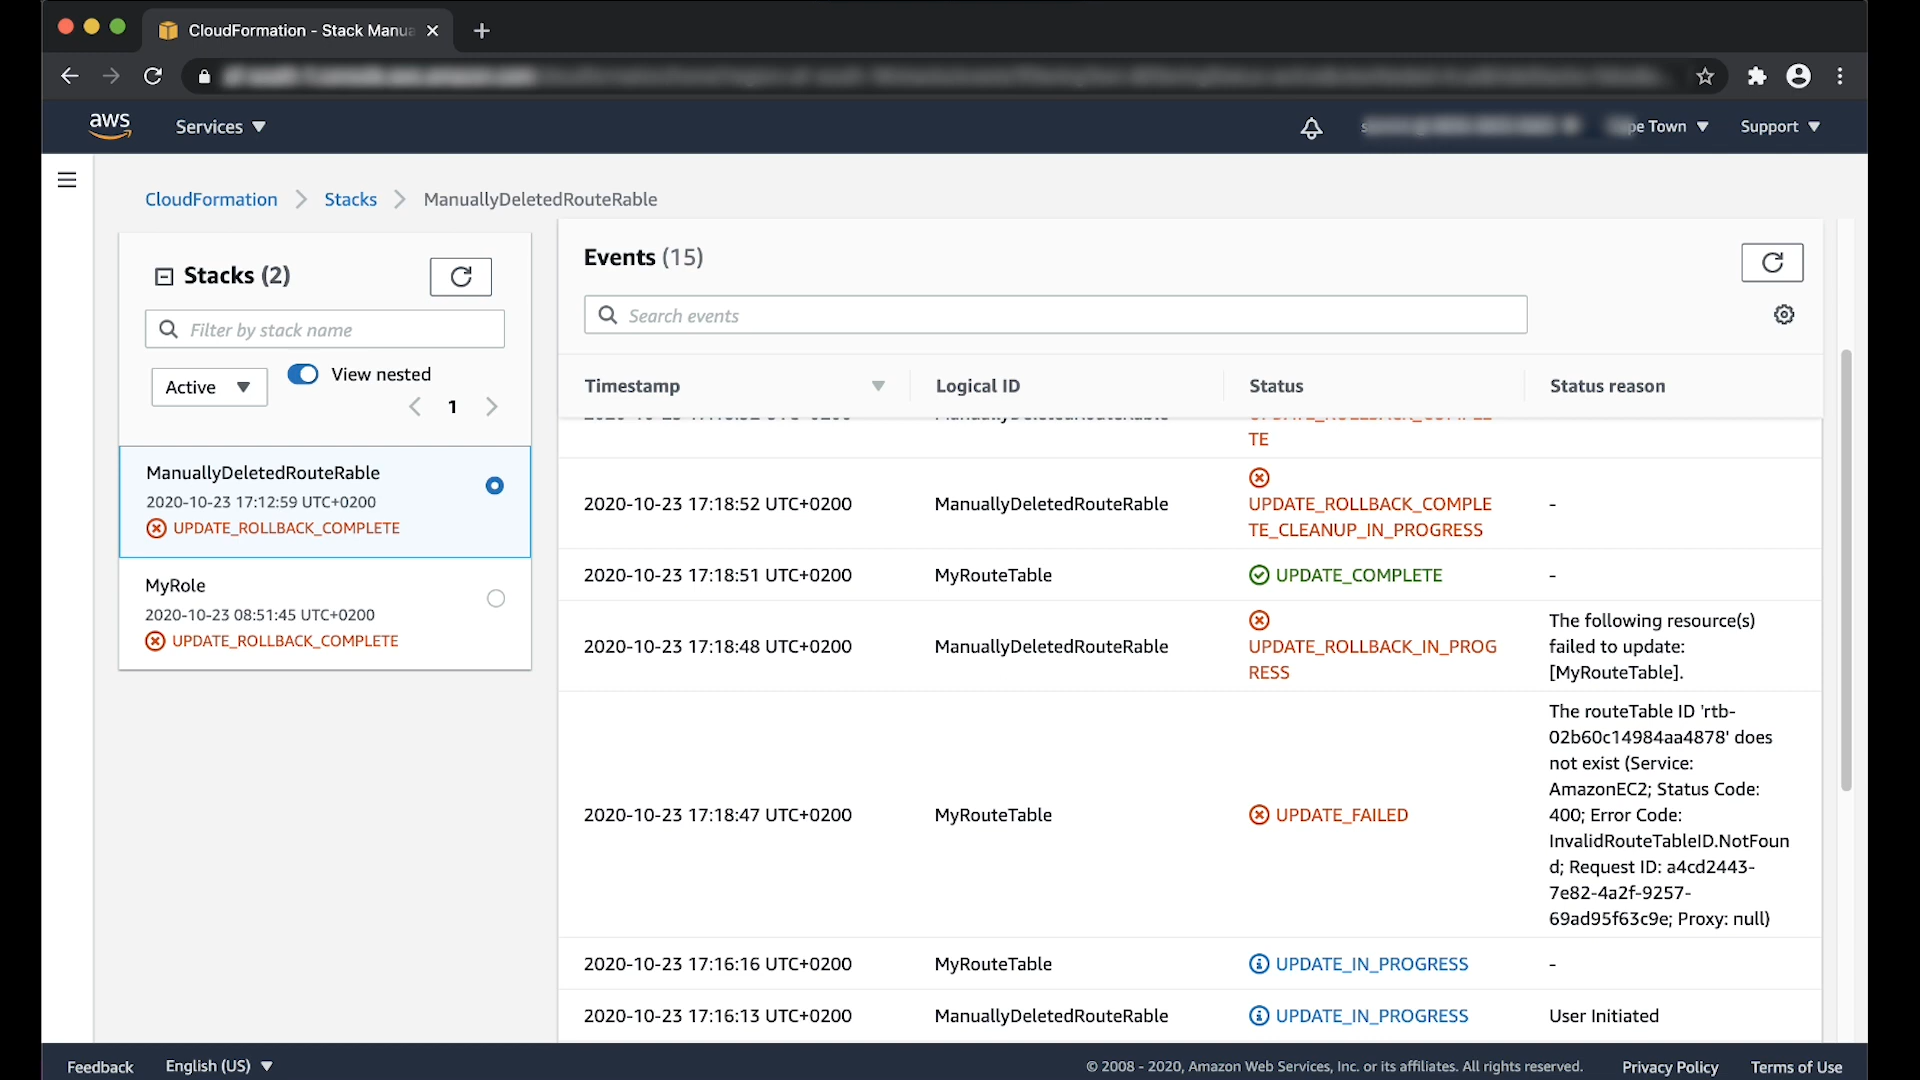 CloudFormation - Stack Manua
aws
Services
pe Town
Support
CloudFormation
Stacks
ManuallyDeletedRouteRable
Stacks (2)
Filter by stack name
Active
View nested
1
ManuallyDeletedRouteRable
2020-10-23 17:12:59 UTC+0200
UPDATE_ROLLBACK_COMPLETE
MyRole
2020-10-23 08:51:45 UTC+0200
UPDATE_ROLLBACK_COMPLETE
Events (15)
Search events
Timestamp
Logical ID
Status
Status reason
TE
2020-10-23 17:18:52 UTC+0200
ManuallyDeletedRouteRable
UPDATE_ROLLBACK_COMPLE
TE_CLEANUP_IN_PROGRESS
-
2020-10-23 17:18:51 UTC+0200
MyRouteTable
UPDATE_COMPLETE
-
2020-10-23 17:18:48 UTC+0200
ManuallyDeletedRouteRable
UPDATE_ROLLBACK_IN_PROG
RESS
The following resource(s)
failed to update:
[MyRouteTable].
2020-10-23 17:18:47 UTC+0200
MyRouteTable
UPDATE_FAILED
The routeTable ID 'rtb-
02b60c14984aa4878' does
not exist (Service:
AmazonEC2; Status Code:
400; Error Code:
InvalidRouteTableID.NotFoun
d; Request ID: a4cd2443-
7e82-4a2f-9257-
69ad95f63c9e; Proxy: null)
2020-10-23 17:16:16 UTC+0200
MyRouteTable
UPDATE_IN_PROGRESS
-
2020-10-23 17:16:13 UTC+0200
ManuallyDeletedRouteRable
UPDATE_IN_PROGRESS
User Initiated
Feedback
English (US)
© 2008 - 2020, Amazon Web Services, Inc. or its affiliates. All rights reserved.
Privacy Policy
Terms of Use